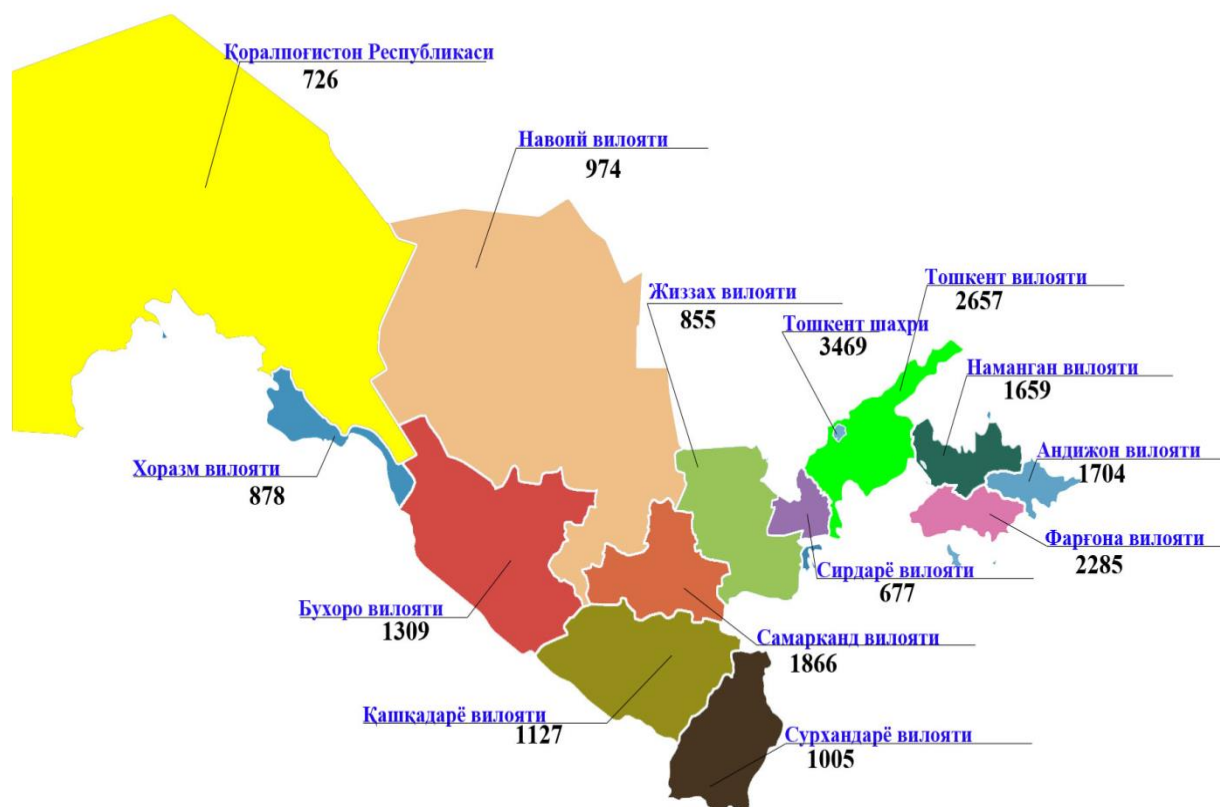 Қоралпоғистон Республикаси
726
Навоий вилояти
974
Тошкент вилояти
2657
Жиззах вилояти
855
Тошкент шахри
3469
Наманган вилояти
1659
Андижон вилояти
1704
Хоразм вилояти
878
Фарғона вилояти
2285
Сирдарё вилояти
677
Бухоро вилояти
1309
Самарканд вилояти
1866
Қашқадарё вилояти
1127
Сурхандарё вилояти
1005